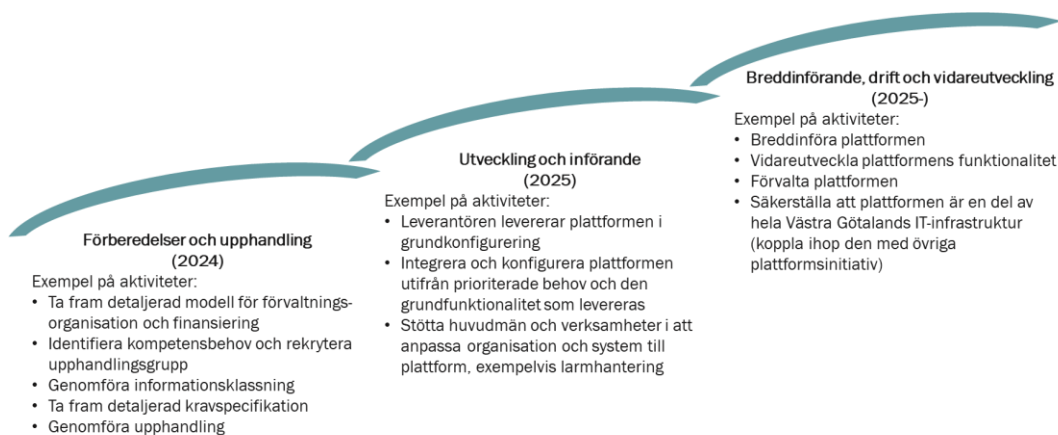 Förberedelser och upphandling
(2024)
Exempel på aktiviteter:
• Ta fram detaljerad modell för förvaltnings-
organisation och finansiering
• Identifiera kompetensbehov och rekrytera
upphandlingsgrupp
• Genomföra informationsklassning
• Ta fram detaljerad kravspecifikation
• Genomföra upphandling
Utveckling och införande
(2025)
Exempel på aktiviteter:
• Leverantören levererar plattformen i
grundkonfigurering
• Integrera och konfigurera plattformen
utifrån prioriterade behov och den
grundfunktionalitet som levereras
• Stötta huvudmän och verksamheter i att
anpassa organisation och system till
plattform, exempelvis larmhantering
Breddinförande, drift och vidareutveckling
(2025-)
Exempel på aktiviteter:
• Breddinföra plattformen
• Vidareutveckla plattformens funktionalitet
• Förvalta plattformen
• Säkerställa att plattformen är en del av
hela Västra Götalands IT-infrastruktur
(koppla ihop den med övriga
plattformsinitiativ)